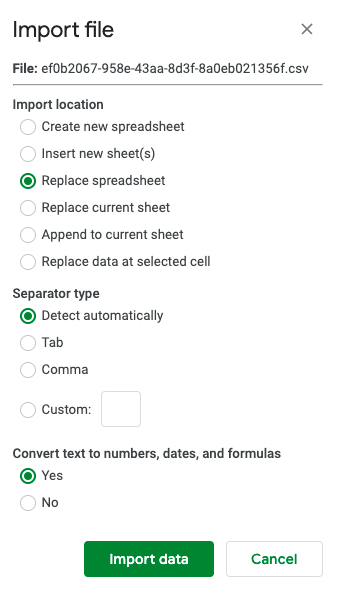 Import file
File: ef0b2067-958e-43aa-8d3f-8a0eb021356f.csv
Import location
Create new spreadsheet
Insert new sheet(s)
Replace spreadsheet
Replace current sheet
Append to current sheet
Replace data at selected cell
Separator type
Detect automatically
Tab
Comma
Custom:
Convert text to numbers, dates, and formulas
Yes
No
Import data
Cancel